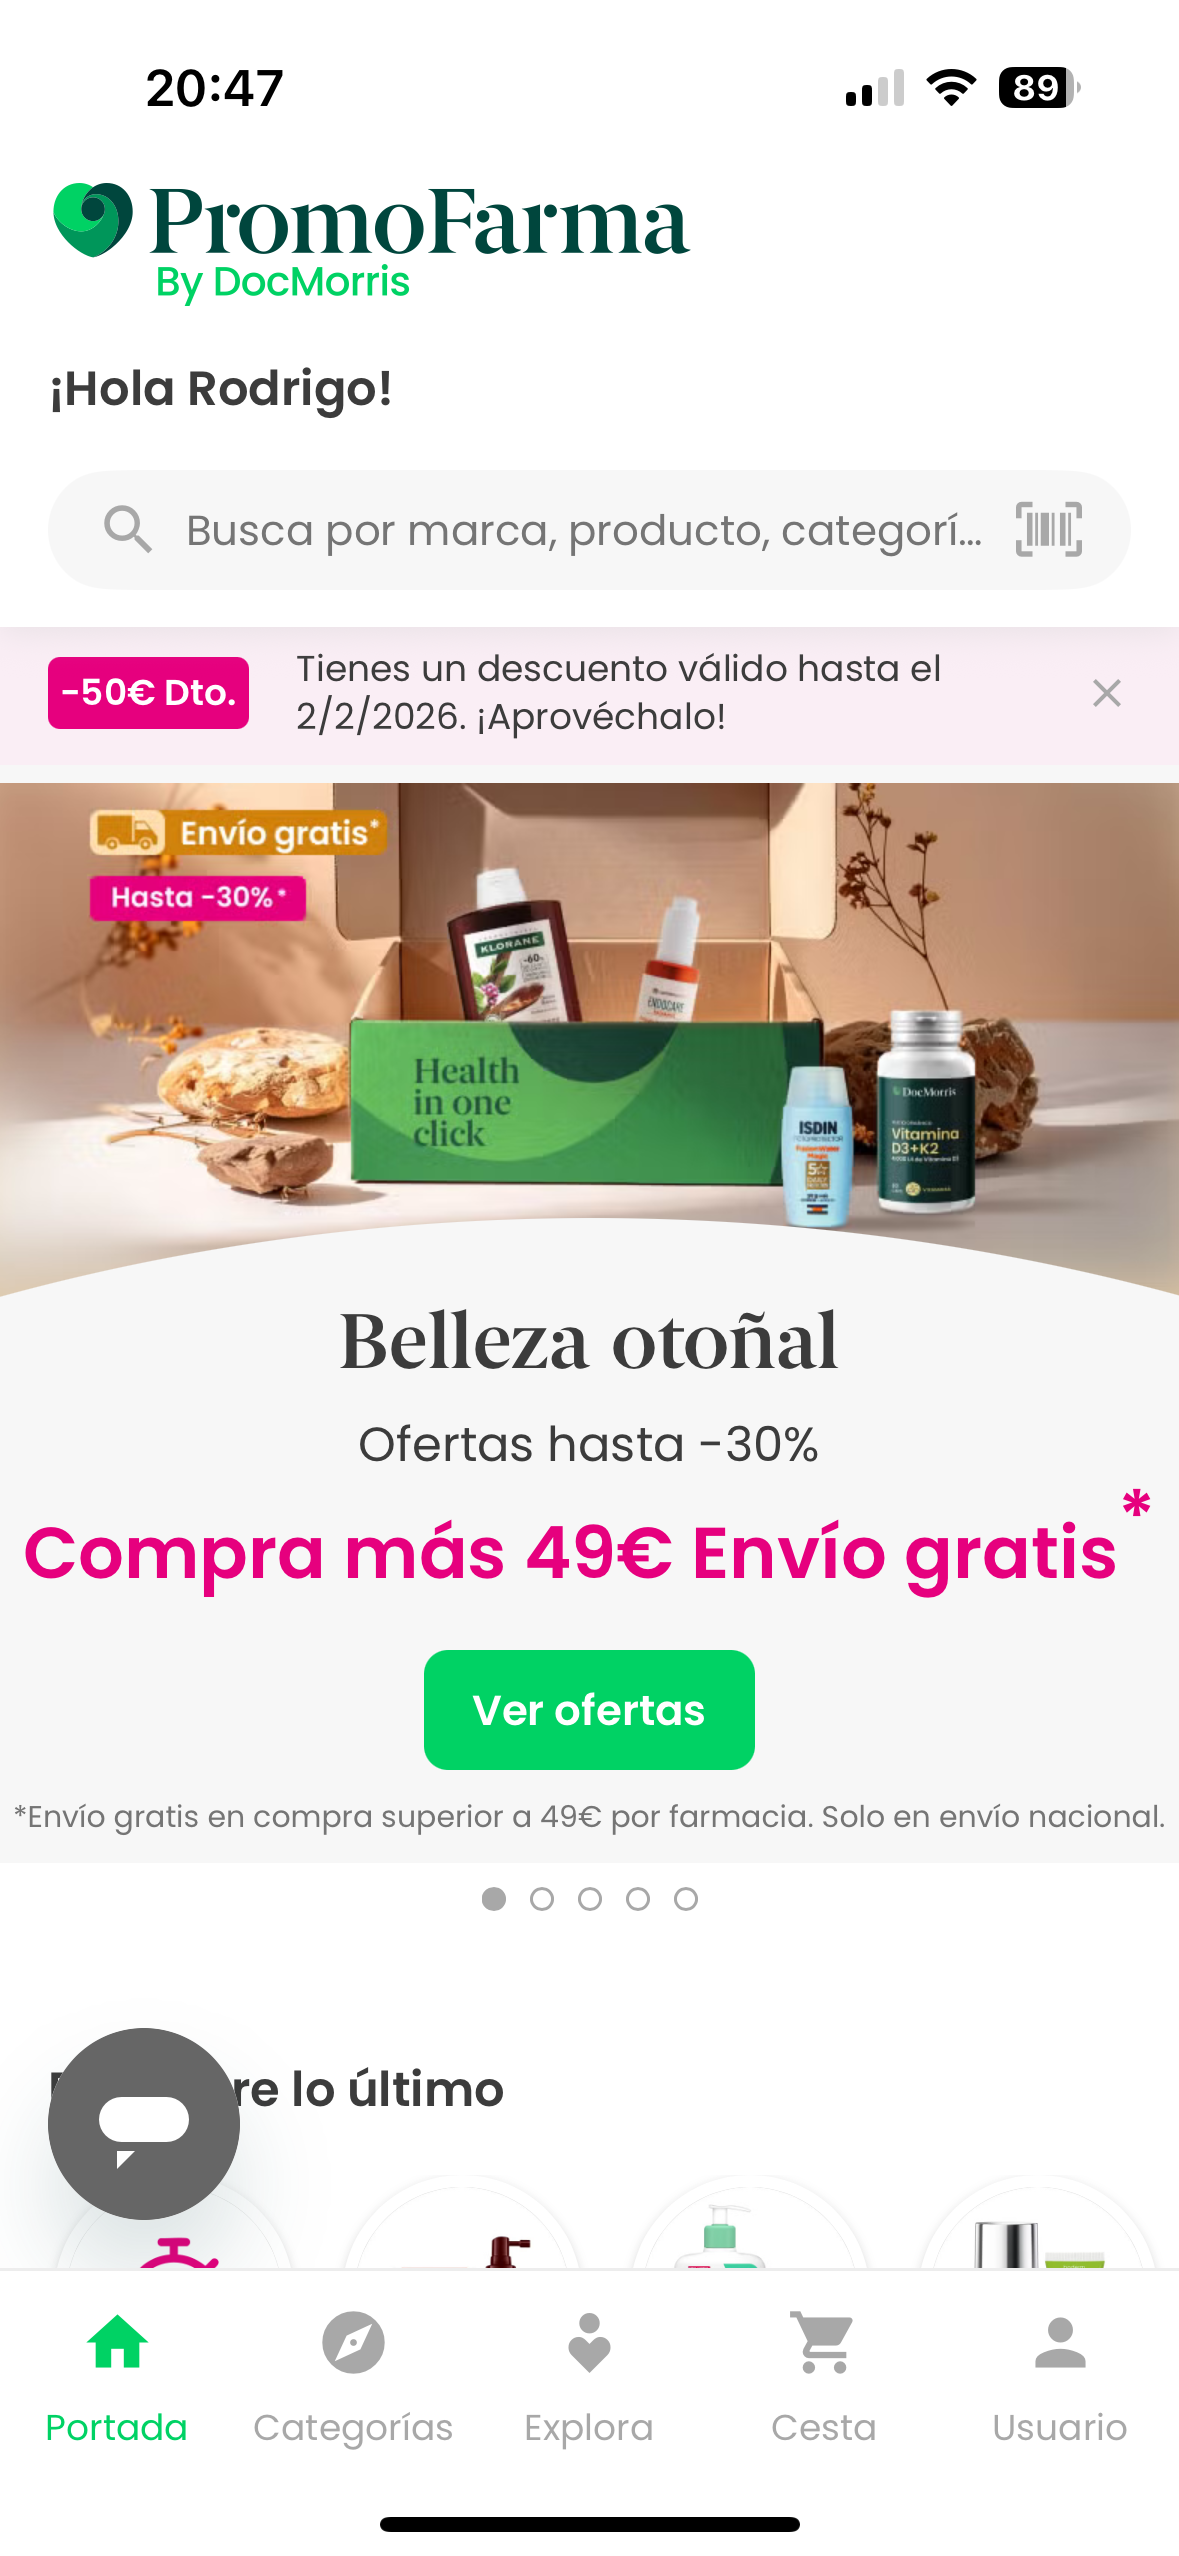 20:47
89
PromoFarma
By DocMorris
¡Hola Rodrigo!
Busca por marca, producto, categorí...
-50€ Dto.
Tienes un descuento válido hasta el
2/2/2026. ¡Aprovéchalo!
Envío gratis*
Hasta -30%*
KLORANE
-60
ENDOCARE
Health
in one
click
ISDIN
DocMorris
Vitamina
D3+K2
Belleza otoñal
Ofertas hasta -30%
Compra más 49€ Envío gratis*
Ver ofertas
*Envío gratis en compra superior a 49€ por farmacia. Solo en envío nacional.
re lo último
Portada
Categorías
Explora
Cesta
Usuario